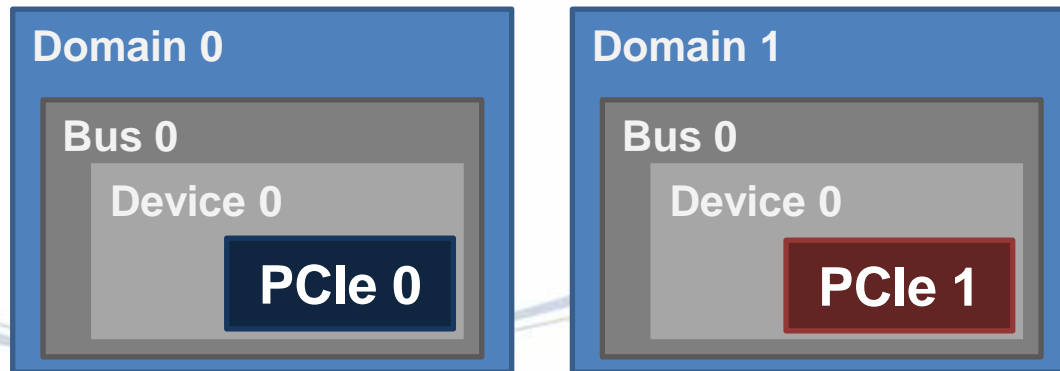 Domain 0
Bus 0
Device 0
PCIe 0
Domain 1
Bus 0
Device 0
PCIe 1